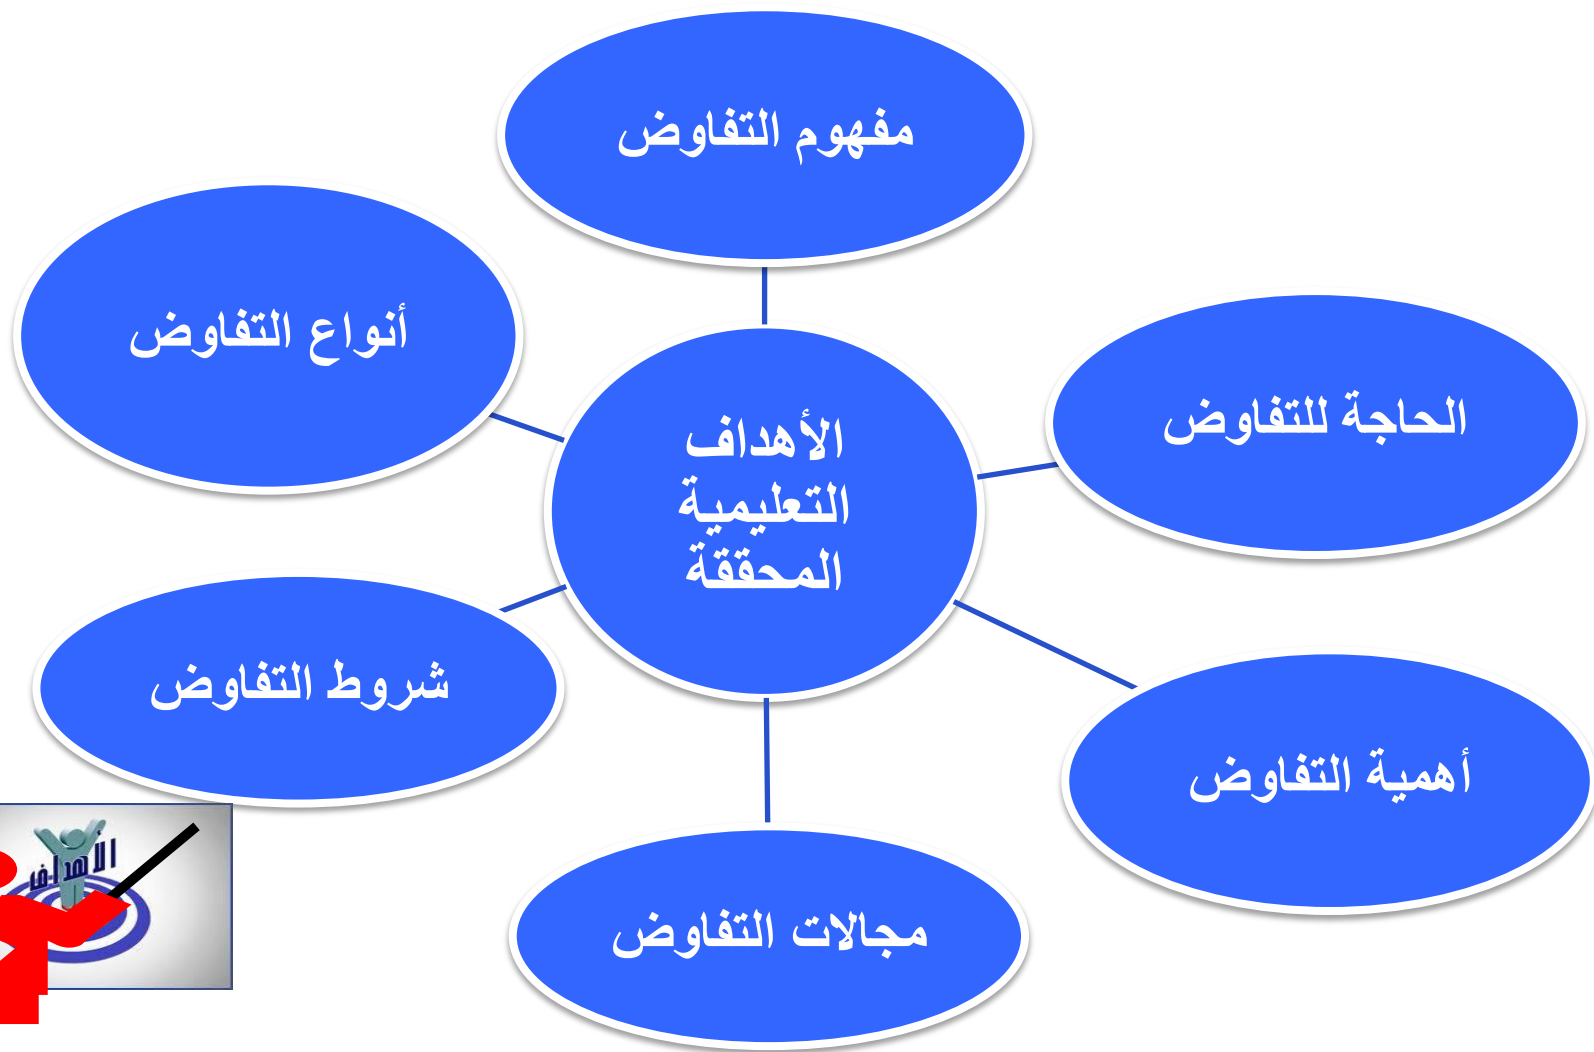 مفهوم التفاوض
الحاجة للتفاوض
أهمية التفاوض
مجالات التفاوض
شروط التفاوض
أنواع التفاوض
الأهداف
التعليمية
المحققة
الأهداف